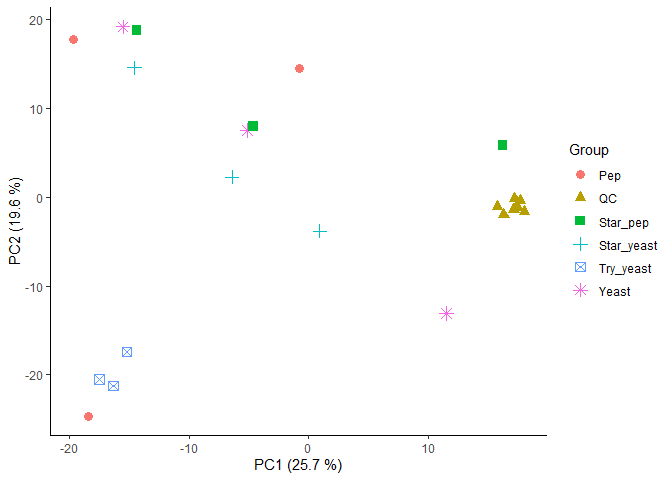 20
10
0
-10
-20
PC2 (19.6 %)
-20
-10
0
10
PC1 (25.7 %)
Group
Pep
QC
Star_pep
Star_yeast
Try_yeast
Yeast